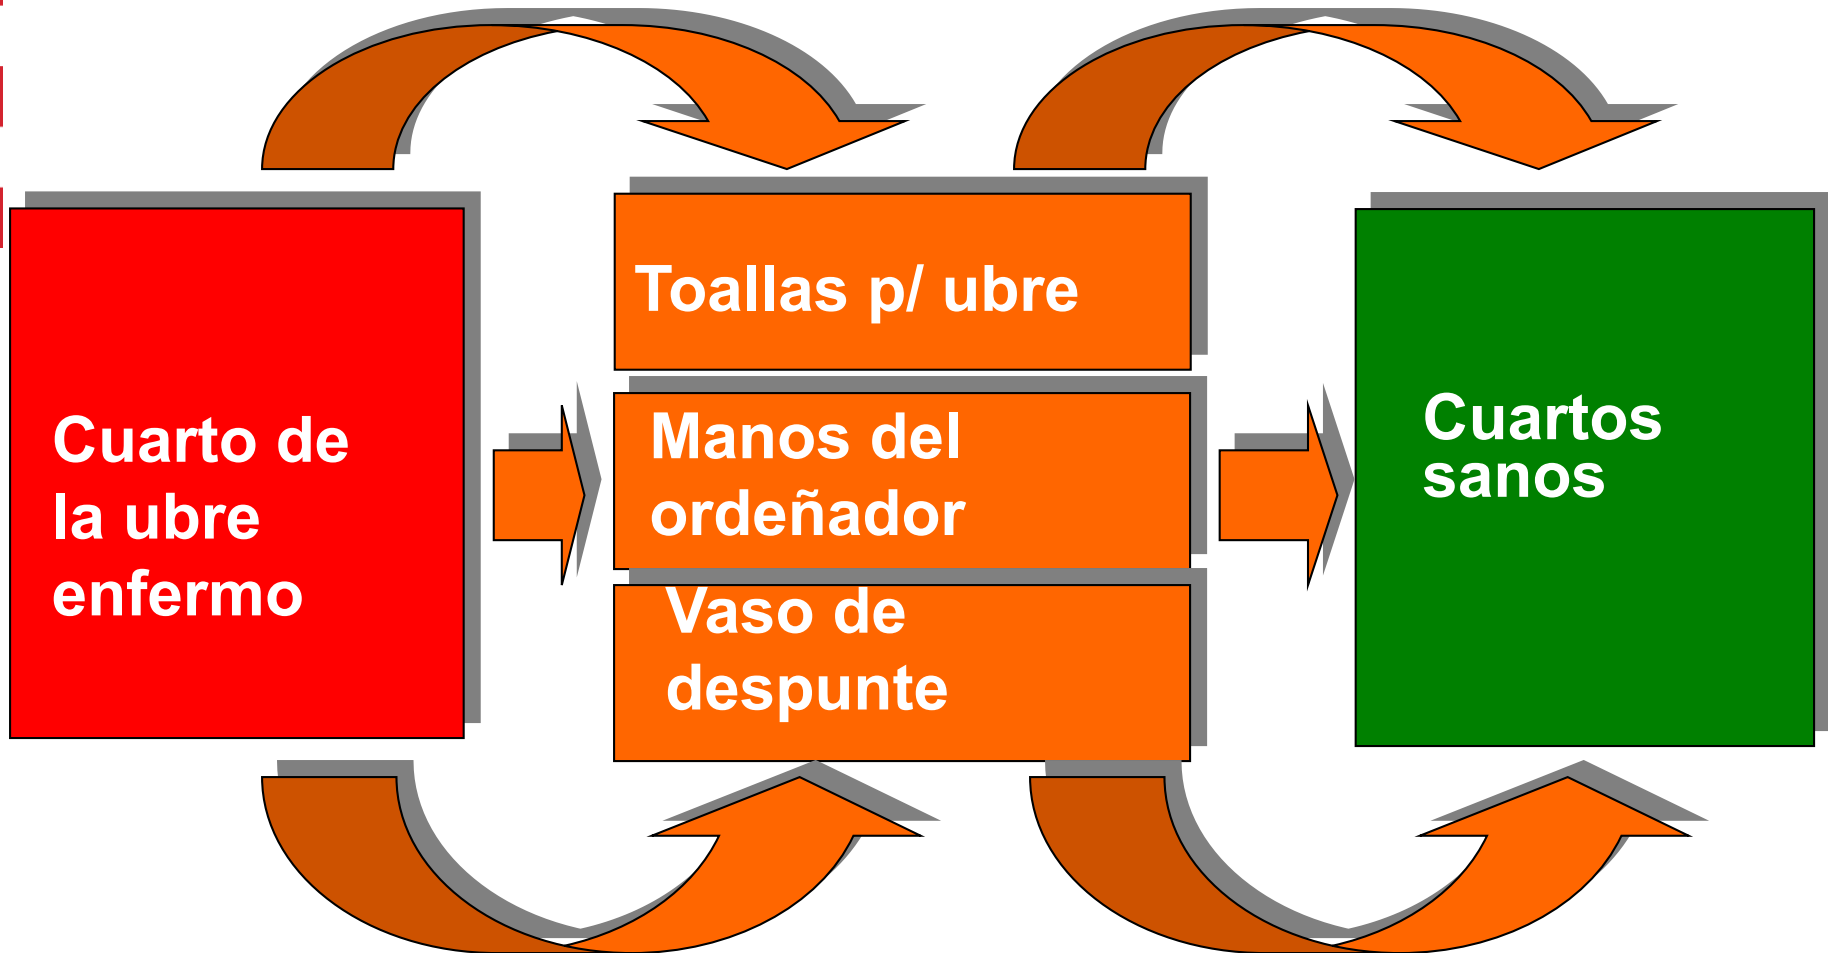 Cuarto de
la ubre
enfermo
Toallas p/ ubre
Manos del
ordeñador
Vaso de
despunte
Cuartos
sanos